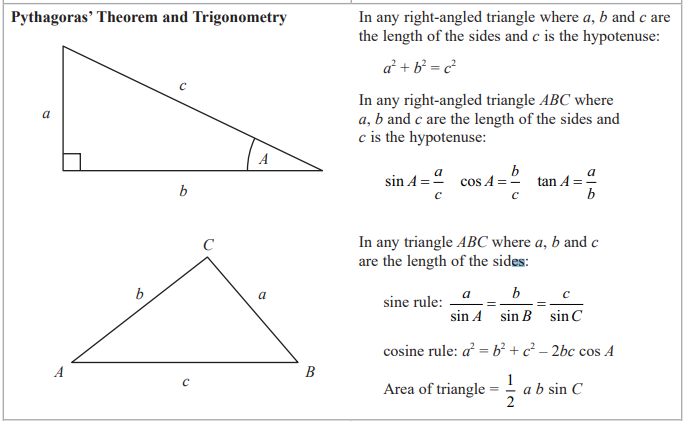 Pythagoras' Theorem and Trigonometry
c
a
A
b
In any right-angled triangle where a, b and c are
the length of the sides and c is the hypotenuse:
a² + b² = c²
In any right-angled triangle ABC where
a, b and c are the length of the sides and
c is the hypotenuse:
sin A = a/c cos A = b/c tan A = a/b
C
b
a
A
B
c
In any triangle ABC where a, b and c
are the length of the sides:
sine rule: a/sin A = b/sin B = c/sin C
cosine rule: a² = b² + c² – 2bc cos A
Area of triangle = 1/2 a b sin C